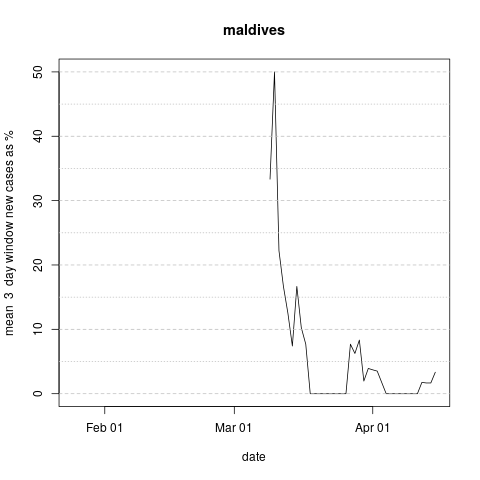 maldives
mean  3  day window new cases as %
50
40
30
20
10
0
Feb 01
Mar 01
Apr 01
date